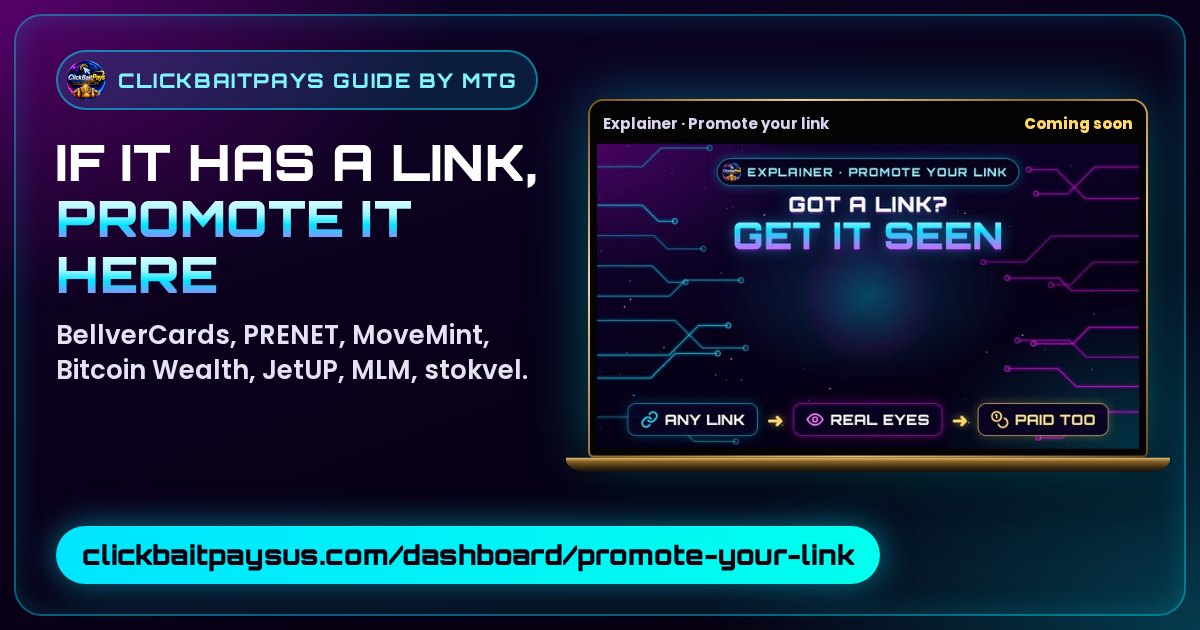 ClickBaitPays
CLICKBAITPAYS GUIDE BY MTG
IF IT HAS A LINK,
PROMOTE IT
HERE
BellverCards, PRENET, MoveMint,
Bitcoin Wealth, JetUP, MLM, stokvel.
Explainer · Promote your link
Coming soon
EXPLAINER · PROMOTE YOUR LINK
GOT A LINK?
GET IT SEEN
ANY LINK
REAL EYES
PAID TOO
clickbaitpaysus.com/dashboard/promote-your-link